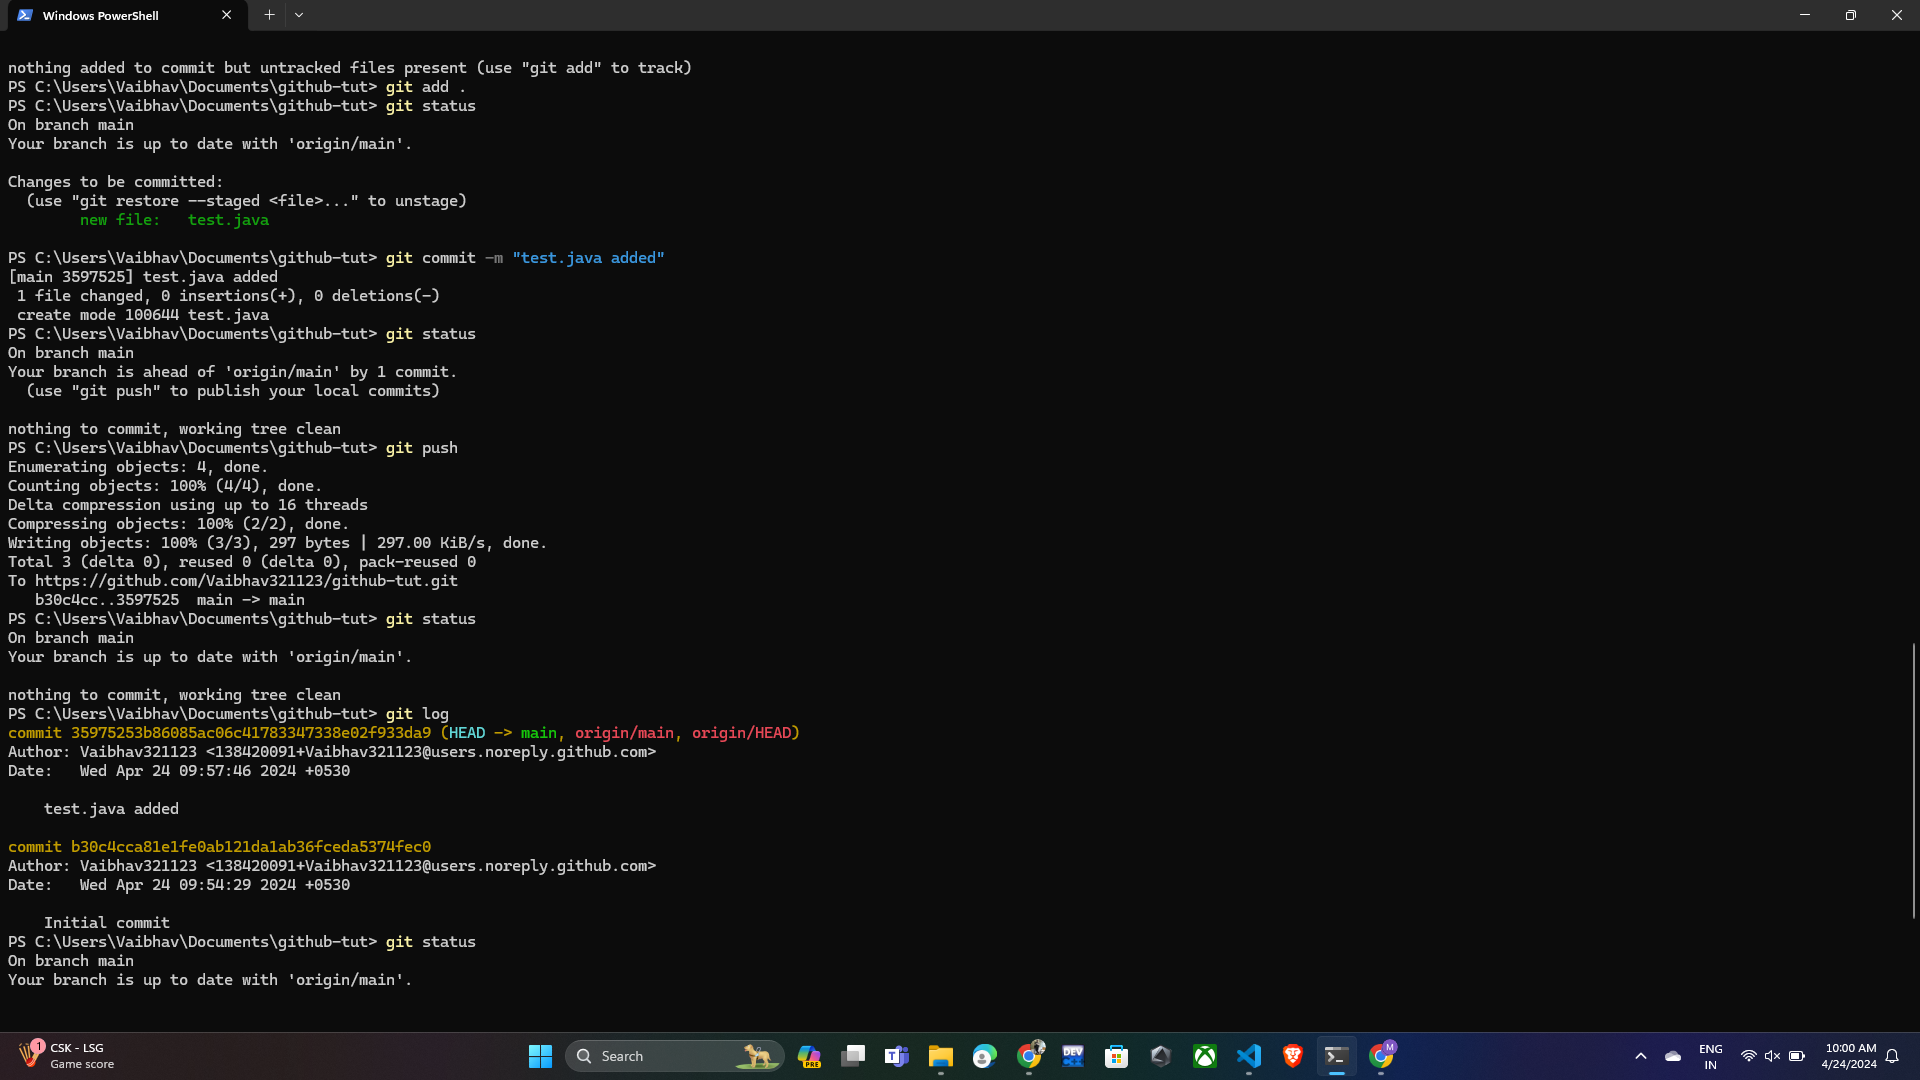 Windows PowerShell
nothing added to commit but untracked files present (use "git add" to track)
PS C:\Users\Vaibhav\Documents\github-tut> git add .
PS C:\Users\Vaibhav\Documents\github-tut> git status
On branch main
Your branch is up to date with 'origin/main'.
Changes to be committed:
  (use "git restore --staged <file>..." to unstage)
        new file:   test.java
PS C:\Users\Vaibhav\Documents\github-tut> git commit -m "test.java added"
[main 3597525] test.java added
 1 file changed, 0 insertions(+), 0 deletions(-)
 create mode 100644 test.java
PS C:\Users\Vaibhav\Documents\github-tut> git status
On branch main
Your branch is ahead of 'origin/main' by 1 commit.
  (use "git push" to publish your local commits)
nothing to commit, working tree clean
PS C:\Users\Vaibhav\Documents\github-tut> git push
Enumerating objects: 4, done.
Counting objects: 100% (4/4), done.
Delta compression using up to 16 threads
Compressing objects: 100% (2/2), done.
Writing objects: 100% (3/3), 297 bytes | 297.00 KiB/s, done.
Total 3 (delta 0), reused 0 (delta 0), pack-reused 0
To https://github.com/Vaibhav321123/github-tut.git
   b30c4cc..3597525  main -> main
PS C:\Users\Vaibhav\Documents\github-tut> git status
On branch main
Your branch is up to date with 'origin/main'.
nothing to commit, working tree clean
PS C:\Users\Vaibhav\Documents\github-tut> git log
commit 35975253b86085ac06c41783347338e02f933da9 (HEAD -> main, origin/main, origin/HEAD)
Author: Vaibhav321123 <138420091+Vaibhav321123@users.noreply.github.com>
Date:   Wed Apr 24 09:57:46 2024 +0530
    test.java added
commit b30c4cca81e1fe0ab121da1ab36fceda5374fec0
Author: Vaibhav321123 <138420091+Vaibhav321123@users.noreply.github.com>
Date:   Wed Apr 24 09:54:29 2024 +0530
    Initial commit
PS C:\Users\Vaibhav\Documents\github-tut> git status
On branch main
Your branch is up to date with 'origin/main'.
1
CSK - LSG
Game score
Search
PRE
DEV
M
ENG
IN
10:00 AM
4/24/2024